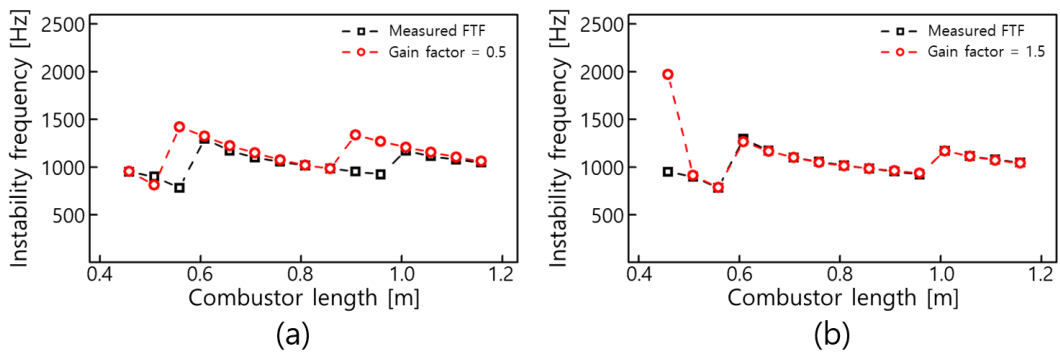 Instability frequency [Hz]
2500
2000
1500
1000
500
0.4 0.6 0.8 1.0 1.2
Combustor length [m]
Measured FTF
Gain factor = 0.5
(a)
Instability frequency [Hz]
2500
2000
1500
1000
500
0.4 0.6 0.8 1.0 1.2
Combustor length [m]
Measured FTF
Gain factor = 1.5
(b)